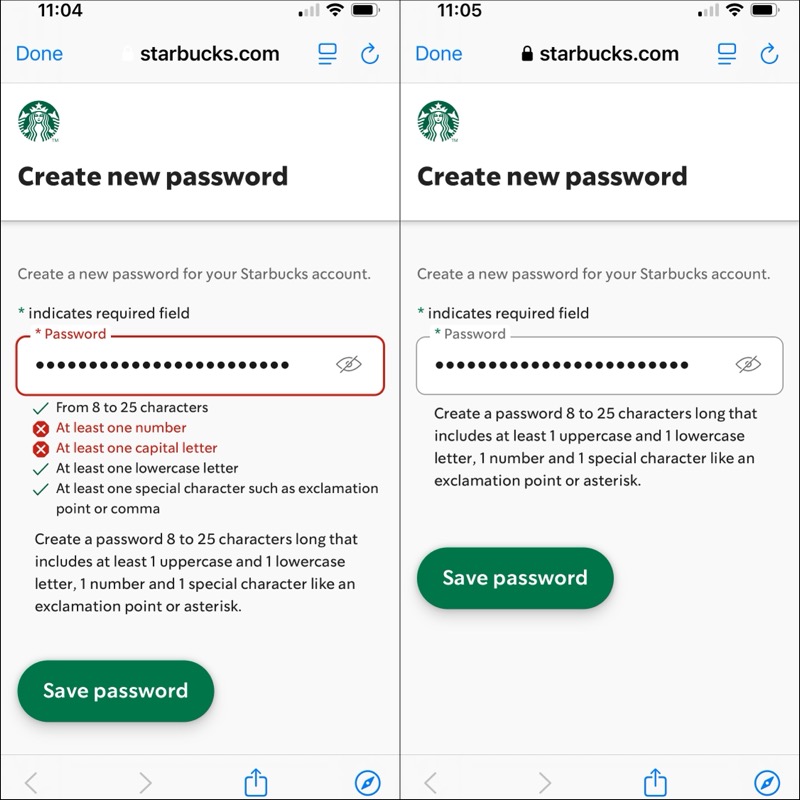 11:04
Done
starbucks.com
TM
Create new password
Create a new password for your Starbucks account.
* indicates required field
* Password
••••••••••••••••••••••••
From 8 to 25 characters
At least one number
At least one capital letter
At least one lowercase letter
At least one special character such as exclamation
point or comma
Create a password 8 to 25 characters long that
includes at least 1 uppercase and 1 lowercase
letter, 1 number and 1 special character like an
exclamation point or asterisk.
Save password
11:05
Done
starbucks.com
TM
Create new password
Create a new password for your Starbucks account.
* indicates required field
* Password
••••••••••••••••••••••••
Create a password 8 to 25 characters long that
includes at least 1 uppercase and 1 lowercase
letter, 1 number and 1 special character like an
exclamation point or asterisk.
Save password